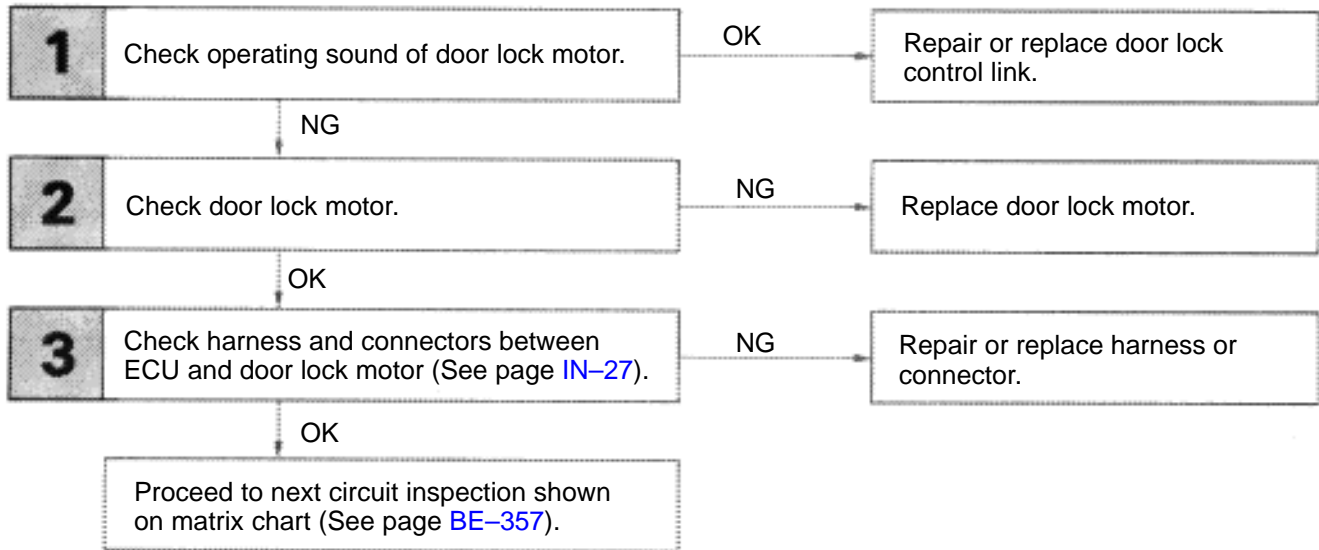 1
Check operating sound of door lock motor.
OK
Repair or replace door lock
control link.
NG
2
Check door lock motor.
NG
Replace door lock motor.
OK
3
Check harness and connectors between
ECU and door lock motor (See page IN–27).
NG
Repair or replace harness or
connector.
OK
Proceed to next circuit inspection shown
on matrix chart (See page BE–357).